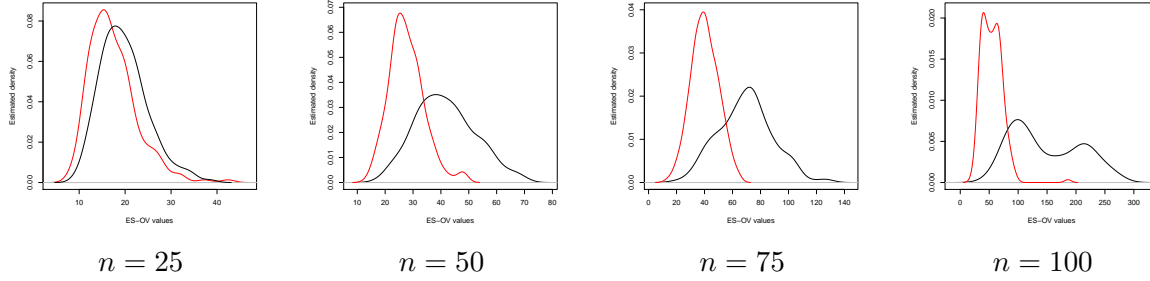 Estimated density
0.00 0.02 0.04 0.06 0.08
10 20 30 40
ES−OV values
n = 25
Estimated density
0.00 0.01 0.02 0.03 0.04 0.05 0.06 0.07
10 20 30 40 50 60 70 80
ES−OV values
n = 50
Estimated density
0.00 0.01 0.02 0.03 0.04
0 20 40 60 80 100 120 140
ES−OV values
n = 75
Estimated density
0.000 0.005 0.010 0.015 0.020
0 50 100 150 200 250 300
ES−OV values
n = 100